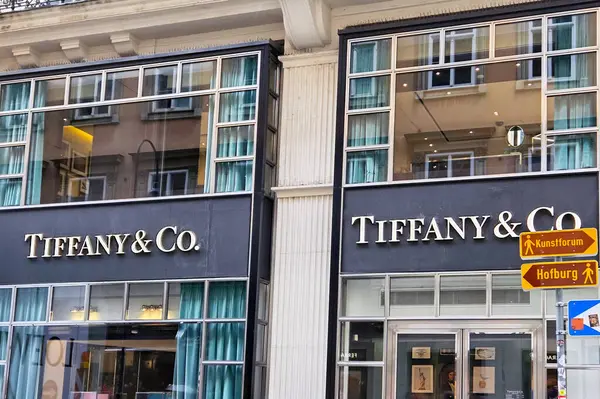 TIFFANY & CO.
TIFFANY & CO.
Kunstforum
Hofburg